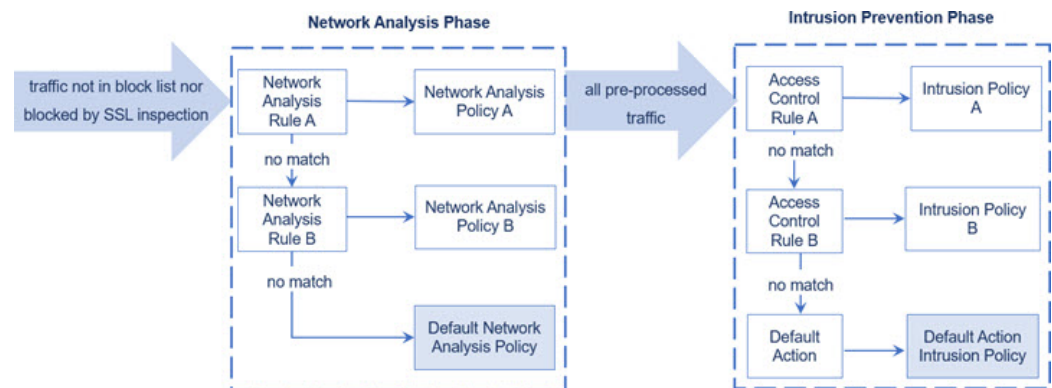 Network Analysis Phase
Intrusion Prevention Phase
traffic not in block list nor
blocked by SSL inspection
Network
Analysis
Rule A
Network Analysis
Policy A
no match
Network
Analysis
Rule B
Network Analysis
Policy B
no match
Default Network
Analysis Policy
all pre-processed
traffic
Access
Control
Rule A
Intrusion Policy
A
no match
Access
Control
Rule B
Intrusion Policy
B
no match
Default
Action
Default Action
Intrusion Policy